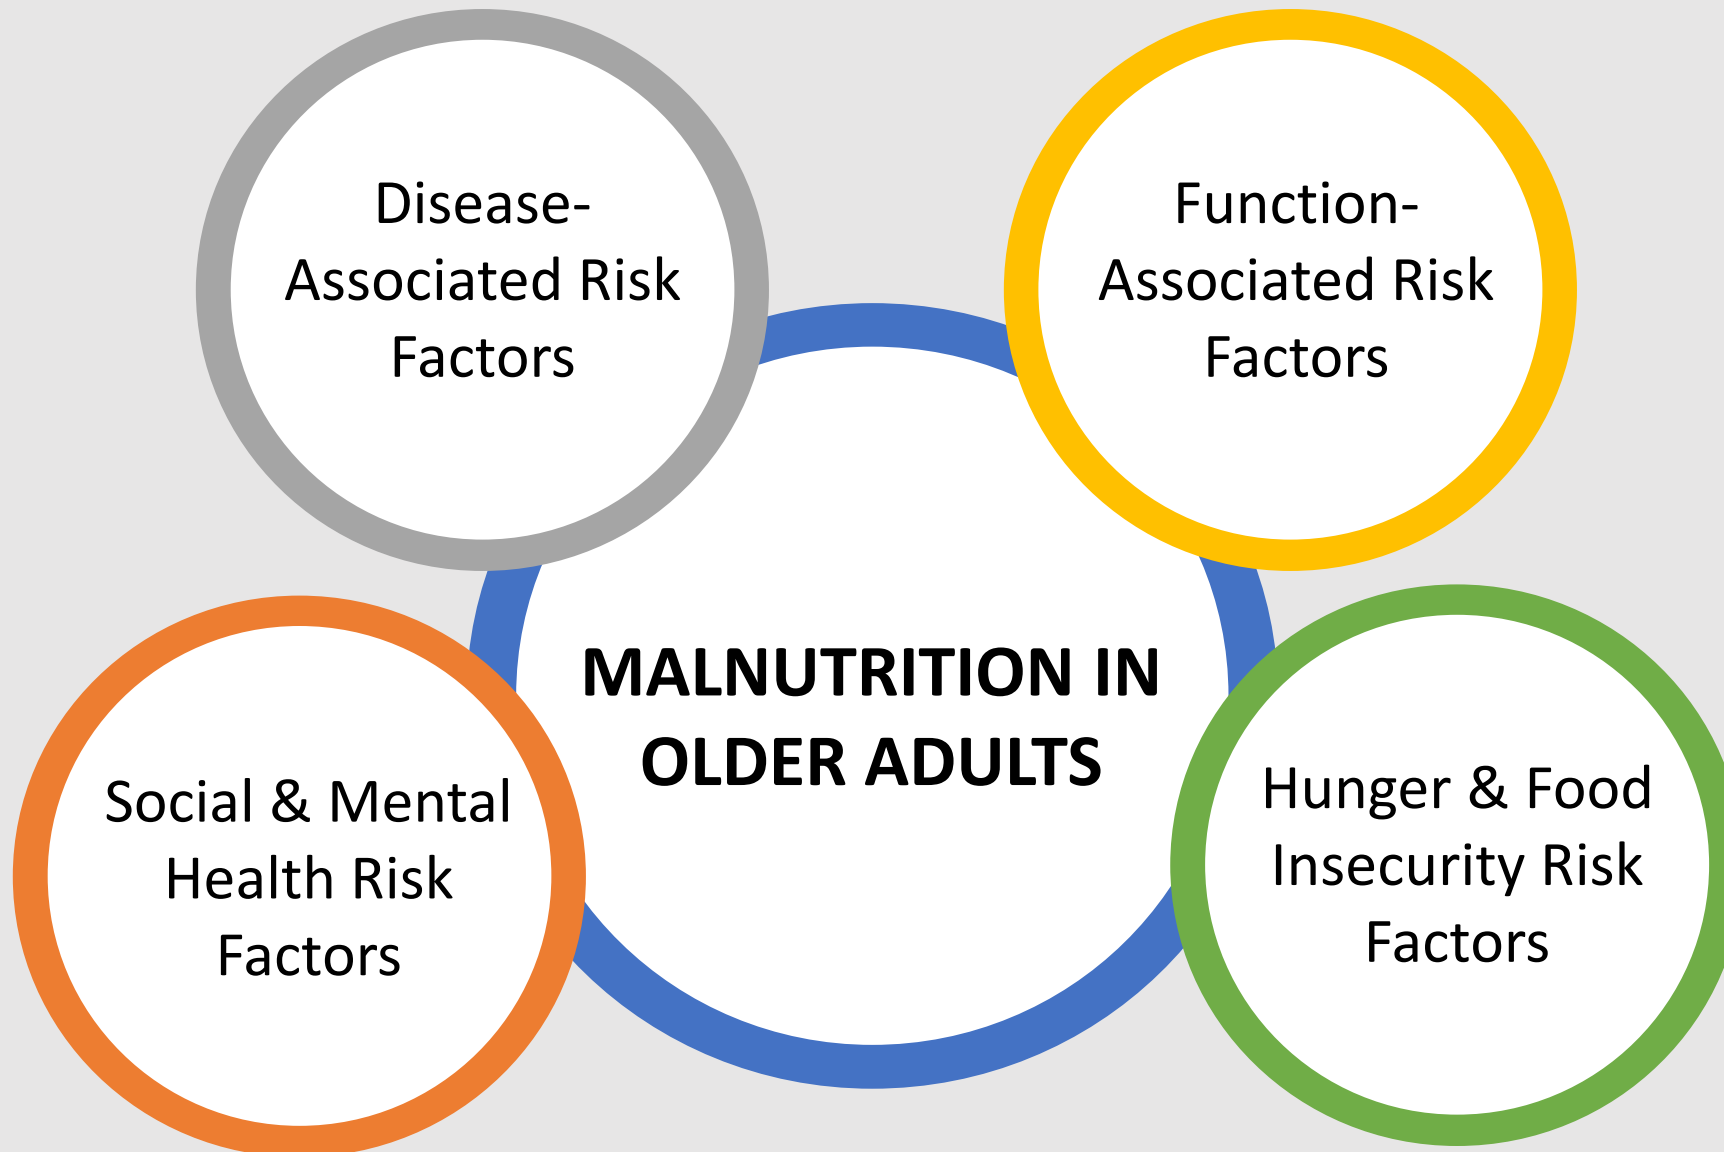 Disease-
Associated Risk
Factors
Function-
Associated Risk
Factors
MALNUTRITION IN
OLDER ADULTS
Social & Mental
Health Risk
Factors
Hunger & Food
Insecurity Risk
Factors